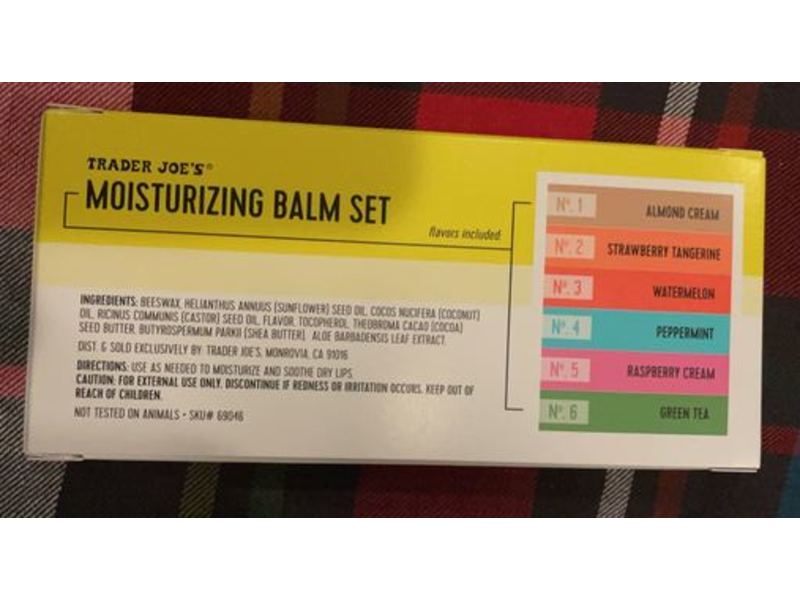 TRADER JOE'S®
MOISTURIZING BALM SET
flavors included
INGREDIENTS: BEESWAX, HELIANTHUS ANNUUS (SUNFLOWER) SEED OIL, COCOS NUCIFERA (COCONUT)
OIL, RICINUS COMMUNIS (CASTOR) SEED OIL, FLAVOR, TOCOPHEROL, THEOBROMA CACAO (COCOA)
SEED BUTTER, BUTYROSPERMUM PARKII (SHEA BUTTER), ALOE BARBADENSIS LEAF EXTRACT.
DIST. & SOLD EXCLUSIVELY BY: TRADER JOE'S, MONROVIA, CA 91016
DIRECTIONS: USE AS NEEDED TO MOISTURIZE AND SOOTHE DRY LIPS.
CAUTION: FOR EXTERNAL USE ONLY. DISCONTINUE IF REDNESS OR IRRITATION OCCURS. KEEP OUT OF
REACH OF CHILDREN.
NOT TESTED ON ANIMALS • SKU# 69046
Nº. 1 ALMOND CREAM
Nº. 2 STRAWBERRY TANGERINE
Nº. 3 WATERMELON
Nº. 4 PEPPERMINT
Nº. 5 RASPBERRY CREAM
Nº. 6 GREEN TEA